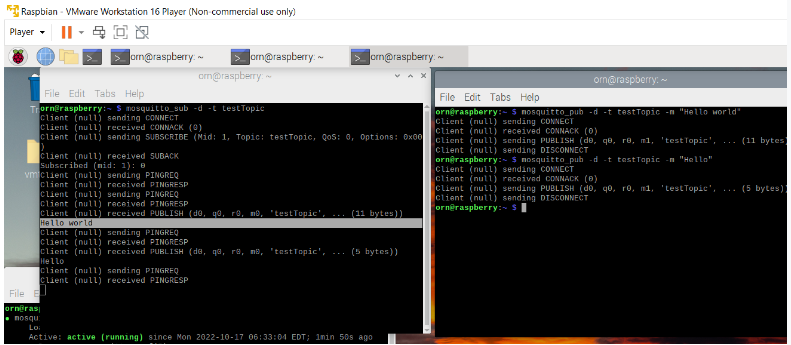 Raspbian - VMware Workstation 16 Player (Non-commercial use only)
Player
orn@raspberry: ~
orn@raspberry: ~
orn@raspberry: ~
orn@raspberry: ~
File Edit Tabs Help
orn@raspberry:~ $ mosquitto_sub -d -t testTopic
Client (null) sending CONNECT
Client (null) received CONNACK (0)
Client (null) sending SUBSCRIBE (Mid: 1, Topic: testTopic, QoS: 0, Options: 0x00
)
Client (null) received SUBACK
Subscribed (mid: 1): 0
Client (null) sending PINGREQ
Client (null) received PINGRESP
Client (null) sending PINGREQ
Client (null) received PINGRESP
Client (null) received PUBLISH (d0, q0, r0, m0, 'testTopic', ... (11 bytes))
Hello world
Client (null) sending PINGREQ
Client (null) received PINGRESP
Client (null) received PUBLISH (d0, q0, r0, m0, 'testTopic', ... (5 bytes))
Hello
Client (null) sending PINGREQ
Client (null) received PINGRESP
orn@raspberry: ~
File Edit Tabs Help
orn@raspberry:~ $ mosquitto_pub -d -t testTopic -m "Hello world"
Client (null) sending CONNECT
Client (null) received CONNACK (0)
Client (null) sending PUBLISH (d0, q0, r0, m1, 'testTopic', ... (11 bytes)
Client (null) sending DISCONNECT
orn@raspberry:~ $ mosquitto_pub -d -t testTopic -m "Hello"
Client (null) sending CONNECT
Client (null) received CONNACK (0)
Client (null) sending PUBLISH (d0, q0, r0, m1, 'testTopic', ... (5 bytes)
Client (null) sending DISCONNECT
orn@raspberry:~ $
File
orn@ras
● mosqu
Lo
Active: active (running) since Mon 2022-10-17 06:33:04 EDT; 1min 50s ago